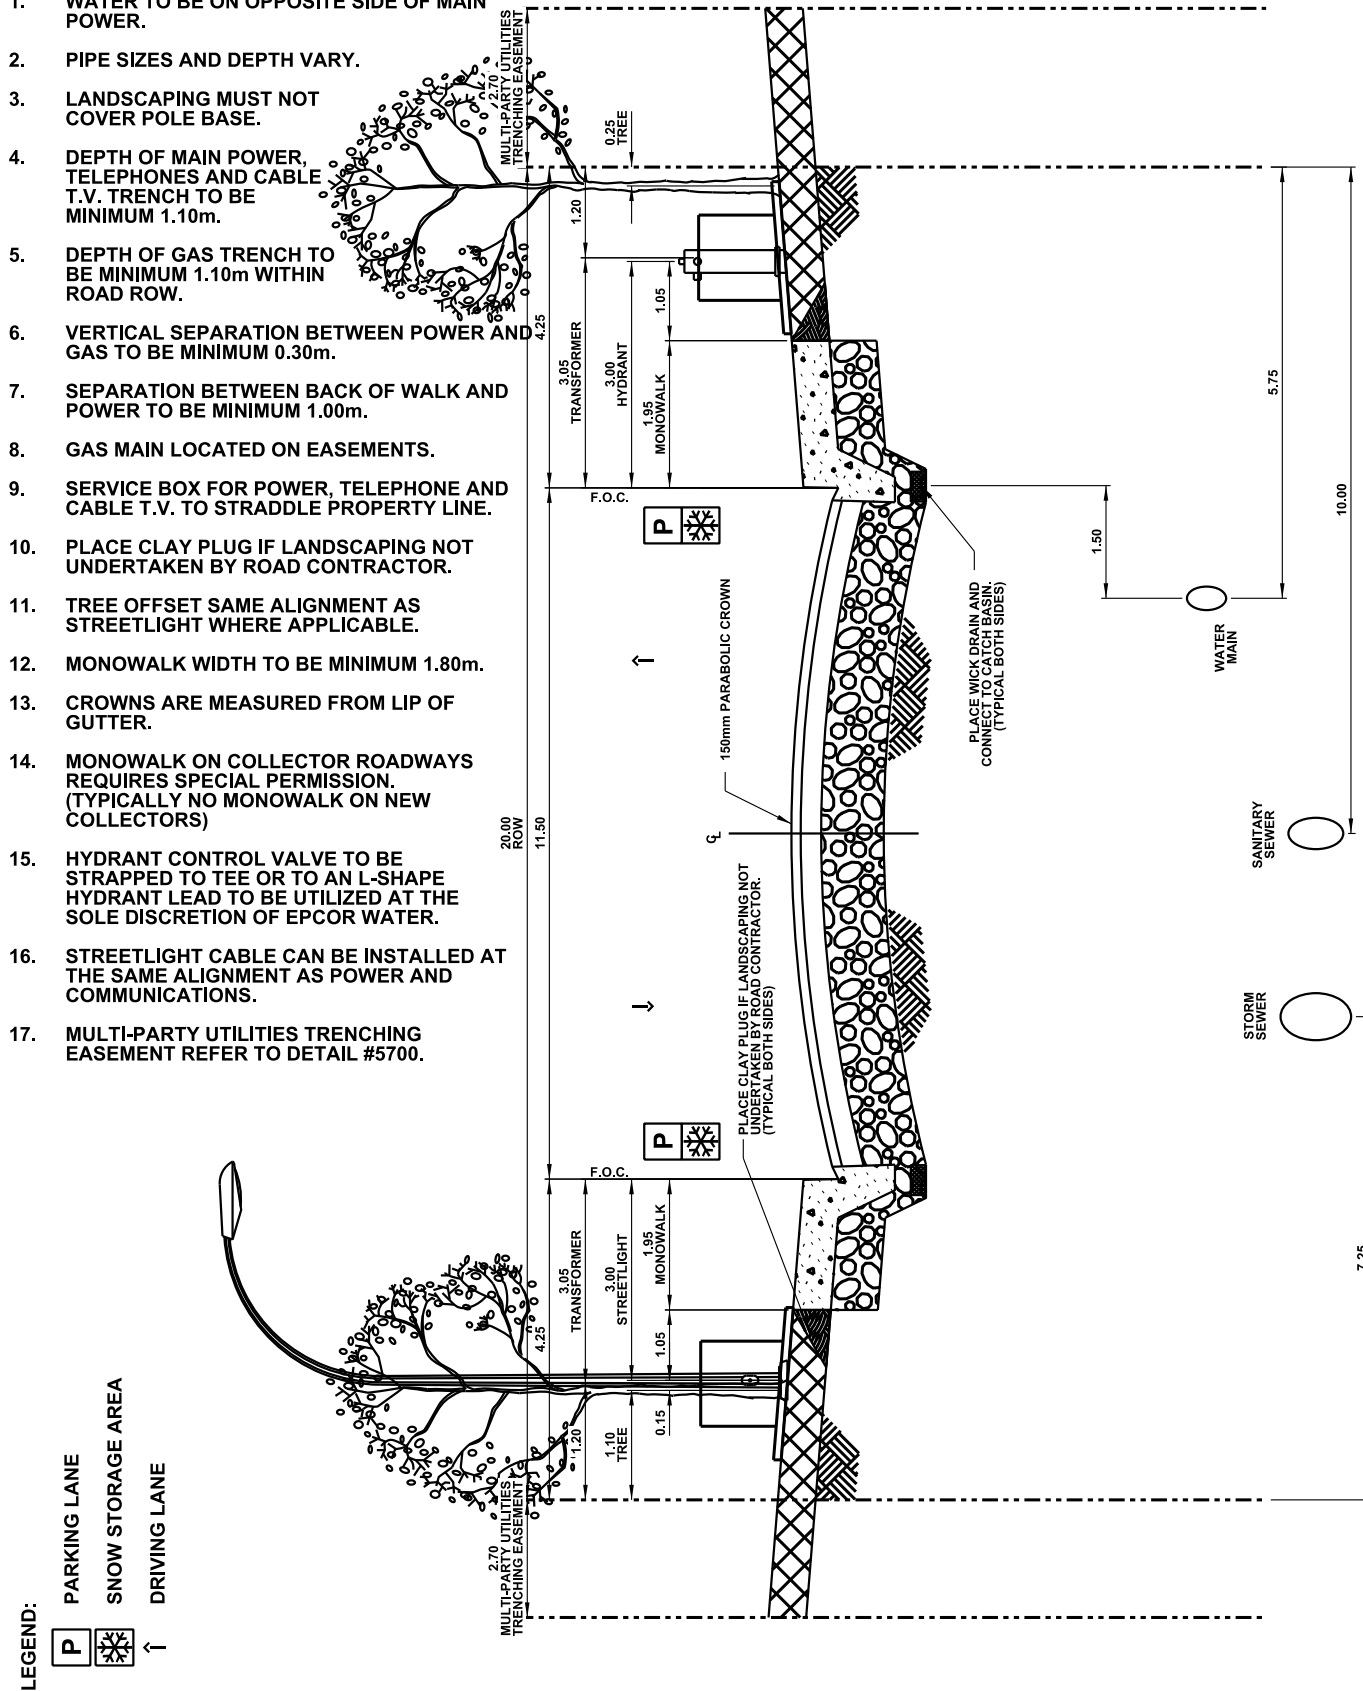 1. WATER TO BE ON OPPOSITE SIDE OF MAIN
POWER.
2. PIPE SIZES AND DEPTH VARY.
3. LANDSCAPING MUST NOT
COVER POLE BASE.
4. DEPTH OF MAIN POWER,
TELEPHONES AND CABLE
T.V. TRENCH TO BE
MINIMUM 1.10m.
5. DEPTH OF GAS TRENCH TO
BE MINIMUM 1.10m WITHIN
ROAD ROW.
6. VERTICAL SEPARATION BETWEEN POWER AND
GAS TO BE MINIMUM 0.30m.
7. SEPARATION BETWEEN BACK OF WALK AND
POWER TO BE MINIMUM 1.00m.
8. GAS MAIN LOCATED ON EASEMENTS.
9. SERVICE BOX FOR POWER, TELEPHONE AND
CABLE T.V. TO STRADDLE PROPERTY LINE.
10. PLACE CLAY PLUG IF LANDSCAPING NOT
UNDERTAKEN BY ROAD CONTRACTOR.
11. TREE OFFSET SAME ALIGNMENT AS
STREETLIGHT WHERE APPLICABLE.
12. MONOWALK WIDTH TO BE MINIMUM 1.80m.
13. CROWNS ARE MEASURED FROM LIP OF
GUTTER.
14. MONOWALK ON COLLECTOR ROADWAYS
REQUIRES SPECIAL PERMISSION.
(TYPICALLY NO MONOWALK ON NEW
COLLECTORS)
15. HYDRANT CONTROL VALVE TO BE
STRAPPED TO TEE OR TO AN L-SHAPE
HYDRANT LEAD TO BE UTILIZED AT THE
SOLE DISCRETION OF EPCOR WATER.
16. STREETLIGHT CABLE CAN BE INSTALLED AT
THE SAME ALIGNMENT AS POWER AND
COMMUNICATIONS.
17. MULTI-PARTY UTILITIES TRENCHING
EASEMENT REFER TO DETAIL #5700.
2.70
MULTI-PARTY UTILITIES
TRENCHING EASEMENT
0.25
TREE
1.20
4.25
3.05
TRANSFORMER
3.00
HYDRANT
1.05
1.95
MONOWALK
F.O.C.
P
5.75
10.00
1.50
WATER
MAIN
PLACE WICK DRAIN AND
CONNECT TO CATCH BASIN.
(TYPICAL BOTH SIDES)
150mm PARABOLIC CROWN
20.00
ROW
11.50
CL
SANITARY
SEWER
STORM
SEWER
PLACE CLAY PLUG IF LANDSCAPING NOT
UNDERTAKEN BY ROAD CONTRACTOR.
(TYPICAL BOTH SIDES)
P
F.O.C.
4.25
3.05
TRANSFORMER
3.00
STREETLIGHT
1.95
MONOWALK
1.05
0.15
1.20
1.10
TREE
7.25
2.70
MULTI-PARTY UTILITIES
TRENCHING EASEMENT
LEGEND:
P PARKING LANE
SNOW STORAGE AREA
DRIVING LANE